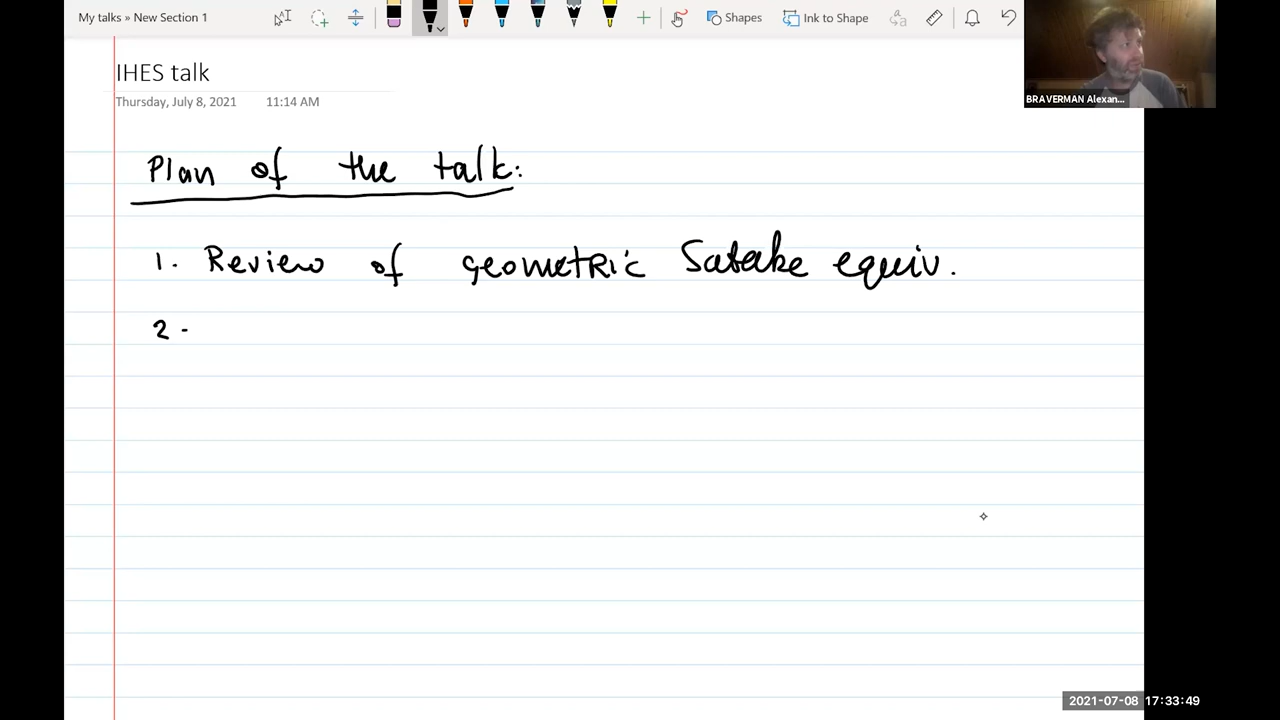 My talks » New Section 1
Shapes
Ink to Shape
IHES talk
Thursday, July 8, 2021 11:14 AM
BRAVERMAN Alexan...
Plan of the talk:
1. Review of geometric Satake equiv.
2.
2021-07-08 17:33:49